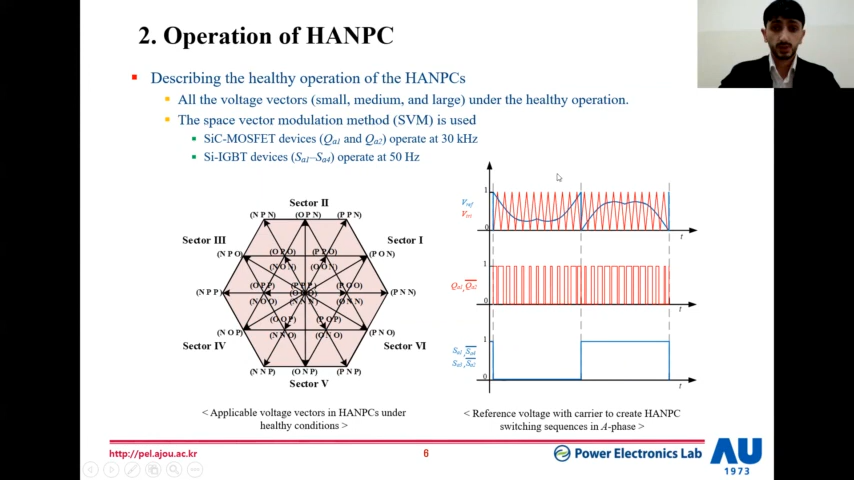 2. Operation of HANPC
Describing the healthy operation of the HANPCs
All the voltage vectors (small, medium, and large) under the healthy operation.
The space vector modulation method (SVM) is used
SiC-MOSFET devices (Qa1 and Qa2) operate at 30 kHz
Si-IGBT devices (Sa1–Sa4) operate at 50 Hz
Sector II
(N P N) (O P N) (P P N)
Sector III
Sector I
(N P O)
(O P O) (P P O)
(P O N)
(N O N) (O O N)
(N P P)
(O P P)
(P O O)
(P N N)
(N O O)
(O N N)
(O O P) (P O P)
(N O P)
(N N O) (O N O)
(P N O)
Sector IV
Sector VI
(N N P) (O N P) (P N P)
Sector V
1
Vref
Vtri
0
t
1
Qa1, Qa2
0
t
1
0
t
< Applicable voltage vectors in HANPCs under
healthy conditions >
< Reference voltage with carrier to create HANPC
switching sequences in A-phase >
http://pel.ajou.ac.kr
6
Power Electronics Lab
AU
1973